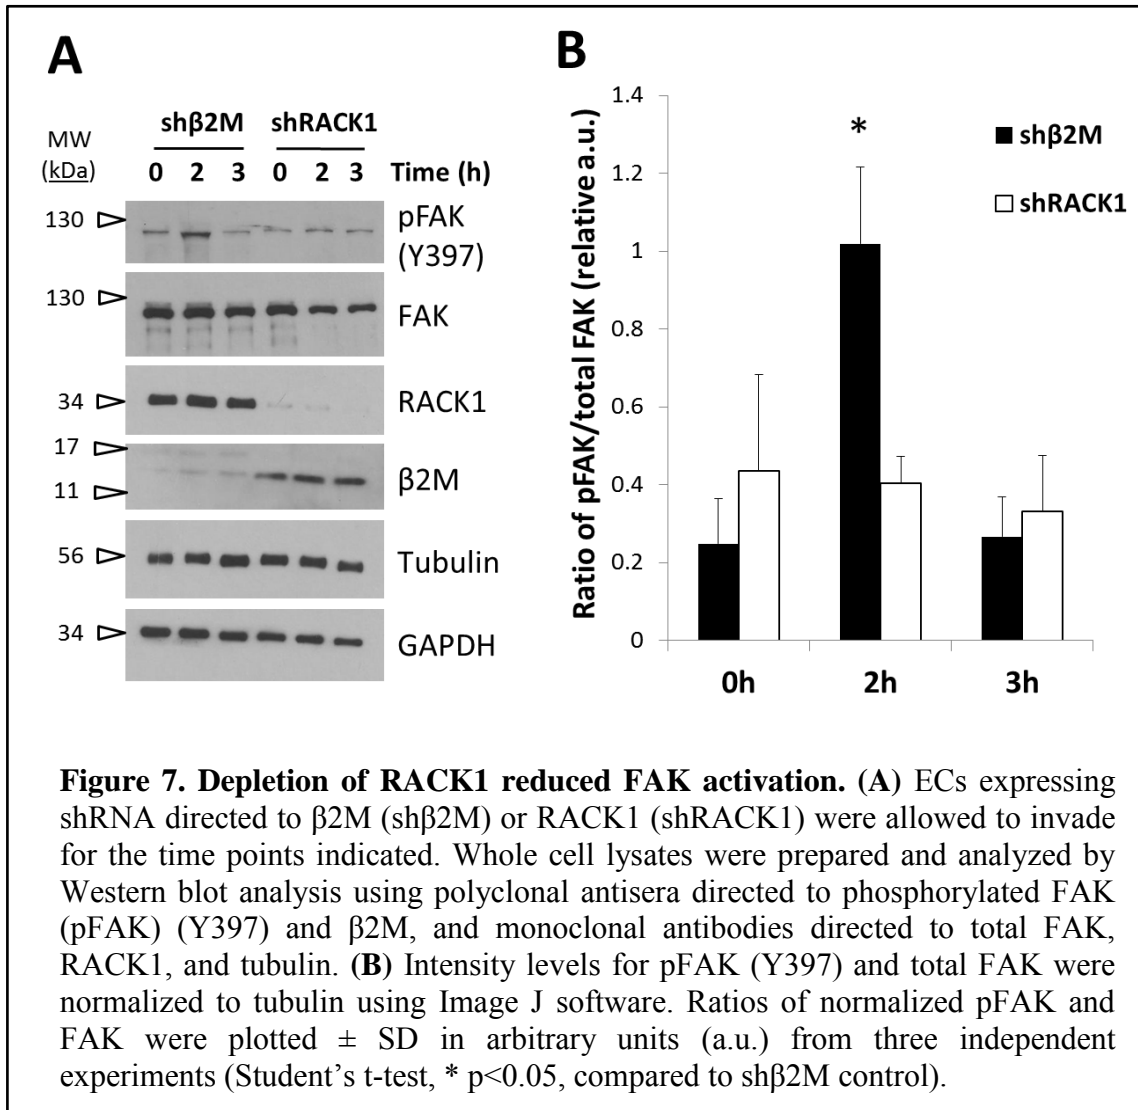 A
shβ2M shRACK1
MW
(kDa)
0 2 3 0 2 3 Time (h)
130
pFAK
(Y397)
130
FAK
34
RACK1
17
11
β2M
56
Tubulin
34
GAPDH
B
Ratio of pFAK/total FAK (relative a.u.)
1.4
1.2
1
0.8
0.6
0.4
0.2
0
*
shβ2M
shRACK1
0h 2h 3h
Figure 7. Depletion of RACK1 reduced FAK activation. (A) ECs expressing
shRNA directed to β2M (shβ2M) or RACK1 (shRACK1) were allowed to invade
for the time points indicated. Whole cell lysates were prepared and analyzed by
Western blot analysis using polyclonal antisera directed to phosphorylated FAK
(pFAK) (Y397) and β2M, and monoclonal antibodies directed to total FAK,
RACK1, and tubulin. (B) Intensity levels for pFAK (Y397) and total FAK were
normalized to tubulin using Image J software. Ratios of normalized pFAK and
FAK were plotted ± SD in arbitrary units (a.u.) from three independent
experiments (Student's t-test, * p<0.05, compared to shβ2M control).